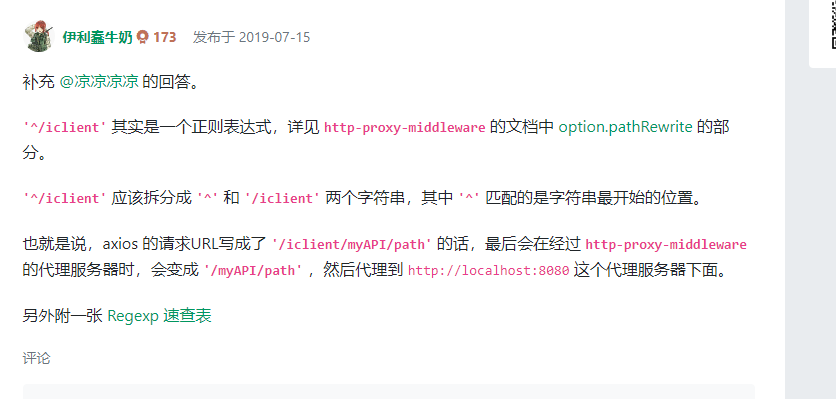 伊利蠢牛奶 173 发布于 2019-07-15
补充 @凉凉凉凉 的回答。
'^/iclient' 其实是一个正则表达式，详见 http-proxy-middleware 的文档中 option.pathRewrite 的部
分。
'^/iclient' 应该拆分成 '^' 和 '/iclient' 两个字符串，其中 '^' 匹配的是字符串最开始的位置。
也就是说，axios 的请求URL写成了 '/iclient/myAPI/path' 的话，最后会在经过 http-proxy-middleware
的代理服务器时，会变成 '/myAPI/path' ，然后代理到 http://localhost:8080 这个代理服务器下面。
另外附一张 Regexp 速查表
评论